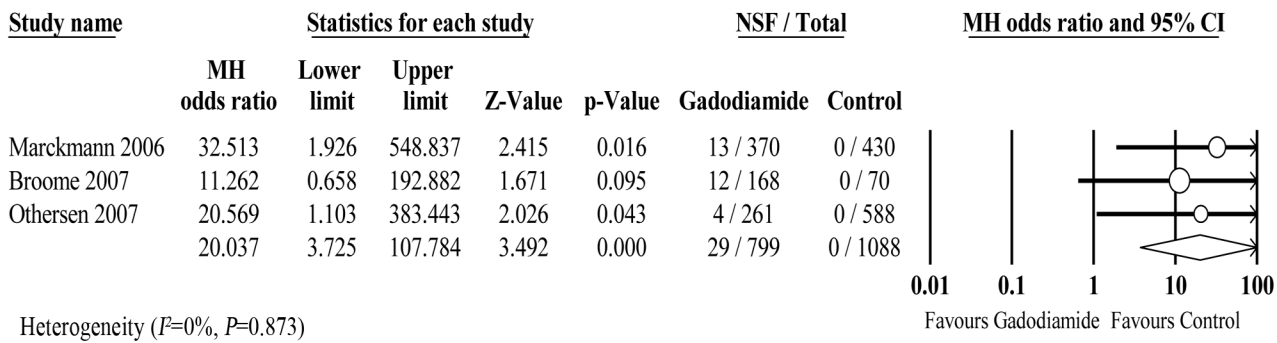 Study name Statistics for each study NSF / Total MH odds ratio and 95% CI
MH Lower Upper
odds ratio limit limit Z-Value p-Value Gadodiamide Control
Marckmann 2006 32.513 1.926 548.837 2.415 0.016 13 / 370 0 / 430
Broome 2007 11.262 0.658 192.882 1.671 0.095 12 / 168 0 / 70
Othersen 2007 20.569 1.103 383.443 2.026 0.043 4 / 261 0 / 588
20.037 3.725 107.784 3.492 0.000 29 / 799 0 / 1088
0.01 0.1 1 10 100
Favours Gadodiamide Favours Control
Heterogeneity (I²=0%, P=0.873)